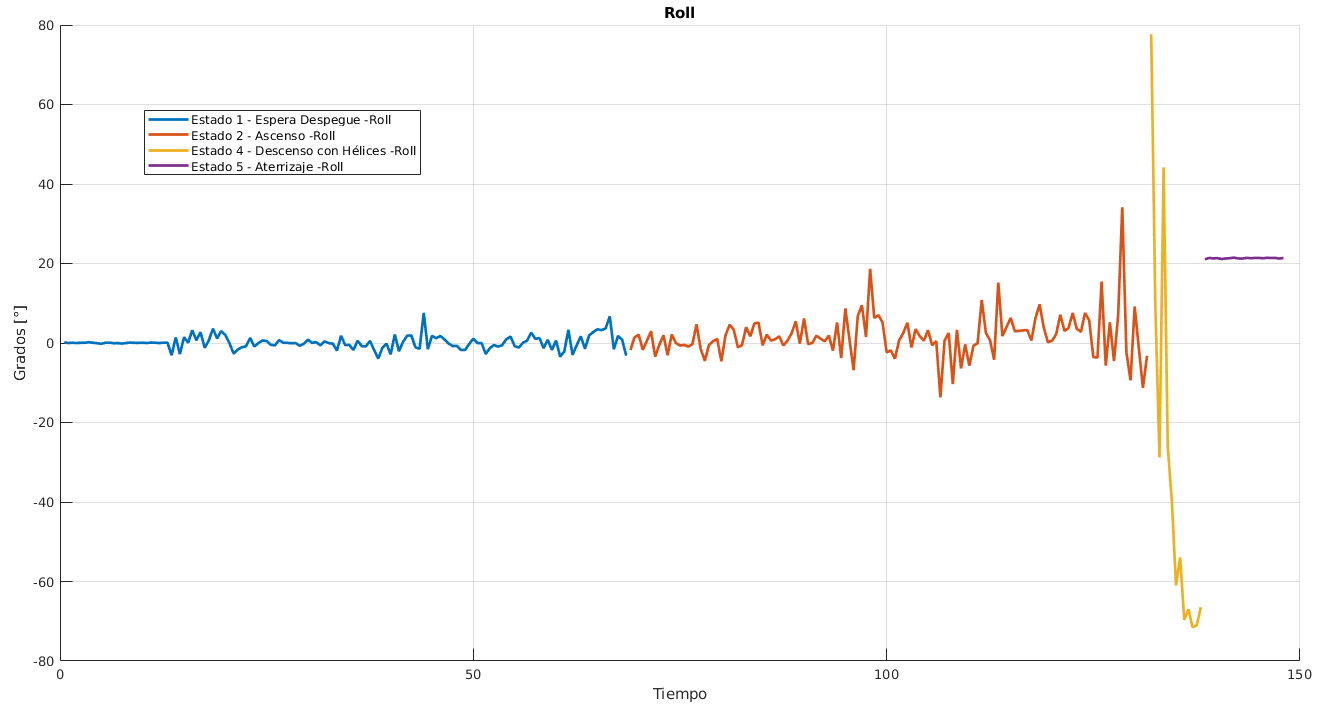 Roll
80
60
40
20
0
-20
-40
-60
-80
Grados [°]
Estado 1 - Espera Despegue -Roll
Estado 2 - Ascenso -Roll
Estado 4 - Descenso con Hélices -Roll
Estado 5 - Aterrizaje -Roll
0
50
100
150
Tiempo